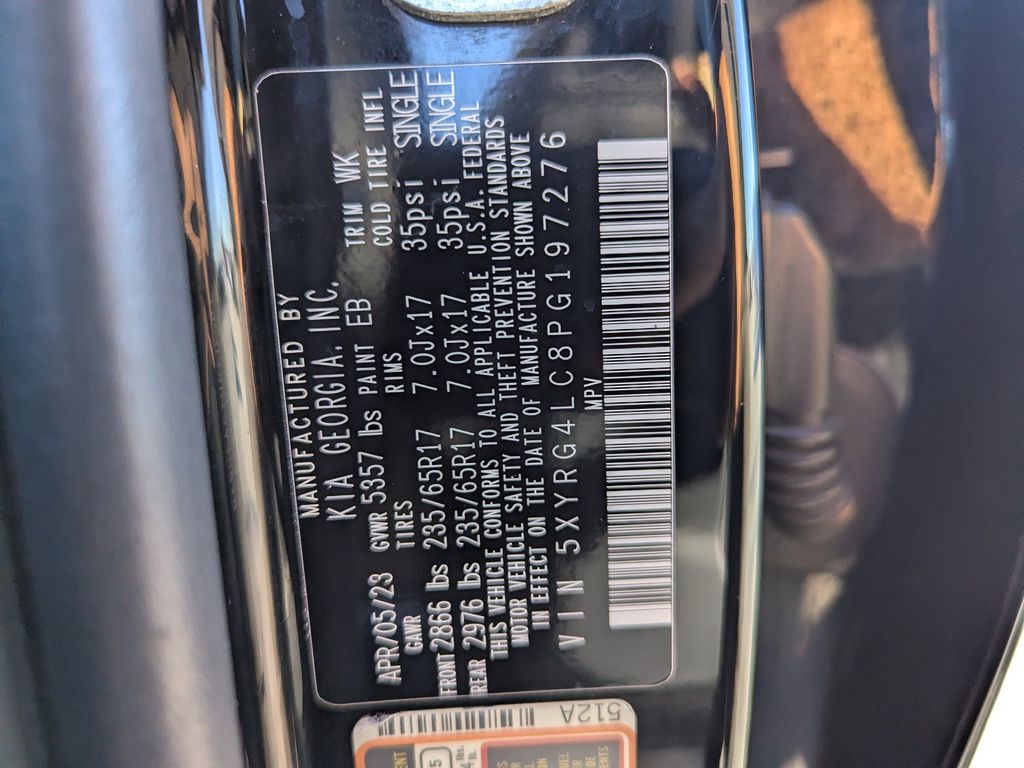 MANUFACTURED BY
KIA GEORGIA, INC.
APR/05/23 GVWR 5357 lbs PAINT EB TRIM WK
GAWR TIRES RIMS COLD TIRE INFL
FRONT 2866 lbs 235/65R17 7.0Jx17 35psi SINGLE
REAR 2976 lbs 235/65R17 7.0Jx17 35psi SINGLE
THIS VEHICLE CONFORMS TO ALL APPLICABLE U.S.A. FEDERAL
MOTOR VEHICLE SAFETY AND THEFT PREVENTION STANDARDS
IN EFFECT ON THE DATE OF MANUFACTURE SHOWN ABOVE
VIN 5XYRG4LC8PG197276
MPV
512A